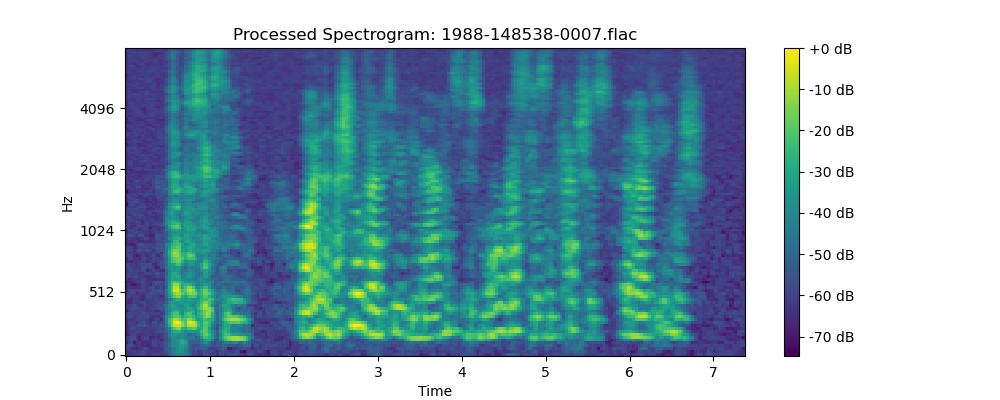 Processed Spectrogram: 1988-148538-0007.flac
Hz
4096
2048
1024
512
0
0 1 2 3 4 5 6 7
Time
+0 dB
-10 dB
-20 dB
-30 dB
-40 dB
-50 dB
-60 dB
-70 dB